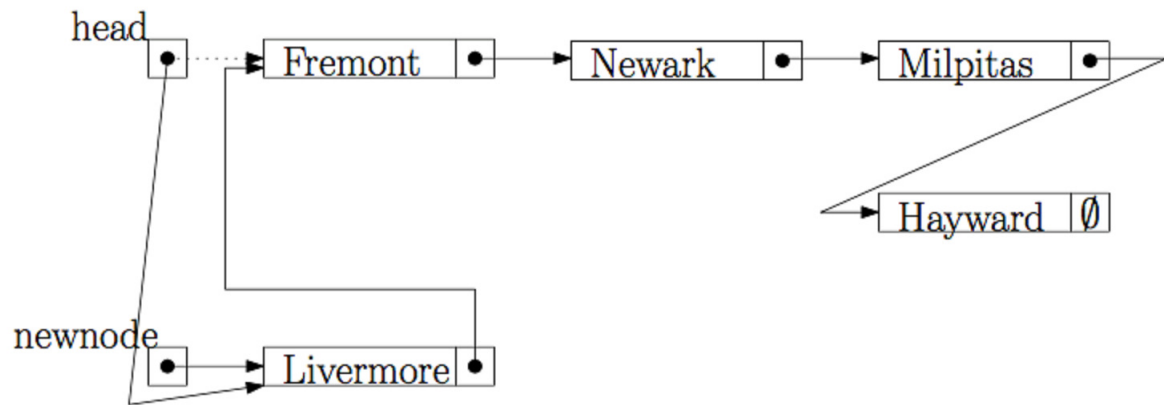 head
Fremont
Newark
Milpitas
Hayward ∅
newnode
Livermore